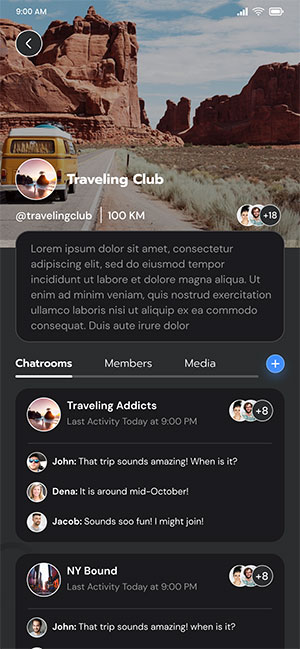 9:00 AM
Traveling Club
@travelingclub | 100 KM
+18
Lorem ipsum dolor sit amet, consectetur
adipiscing elit, sed do eiusmod tempor
incididunt ut labore et dolore magna aliqua. Ut
enim ad minim veniam, quis nostrud exercitation
ullamco laboris nisi ut aliquip ex ea commodo
consequat. Duis aute irure dolor
Chatrooms Members Media +
Traveling Addicts
+8
Last Activity Today at 9:00 PM
John: That trip sounds amazing! When is it?
Dena: It is around mid-October!
Jacob: Sounds soo fun! I might join!
NY Bound
+8
Last Activity Today at 9:00 PM
John: That trip sounds amazing! when is it?